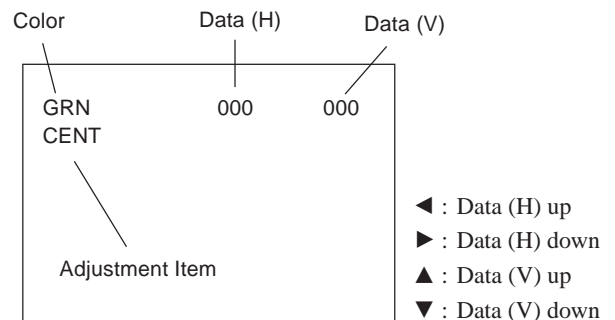 Color Data (H) Data (V)
GRN 000 000
CENT
Adjustment Item
◄ : Data (H) up
► : Data (H) down
▲ : Data (V) up
▼ : Data (V) down